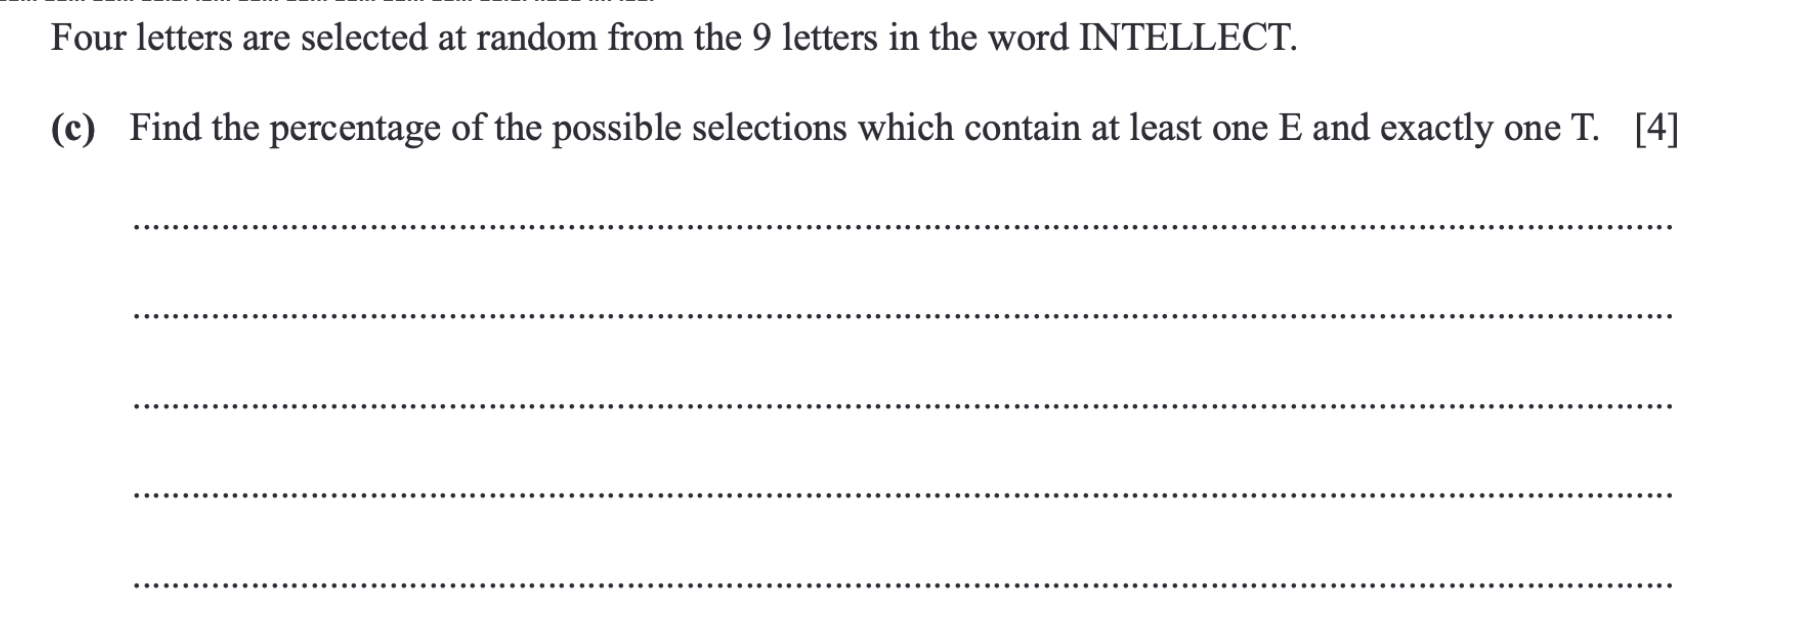 Four letters are selected at random from the 9 letters in the word INTELLECT.
(c) Find the percentage of the possible selections which contain at least one E and exactly one T. [4]